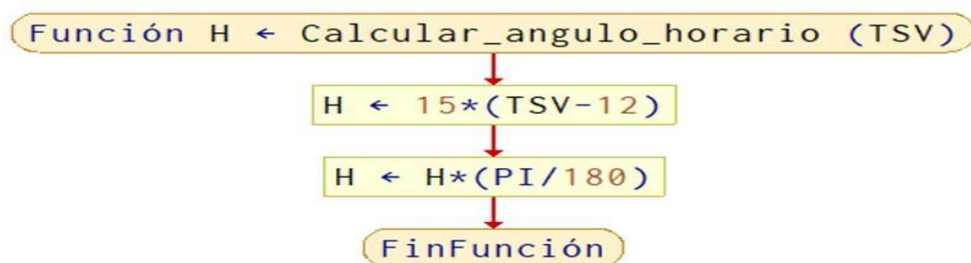 Función H ← Calcular_angulo_horario (TSV)
H ← 15*(TSV-12)
H ← H*(PI/180)
FinFunción